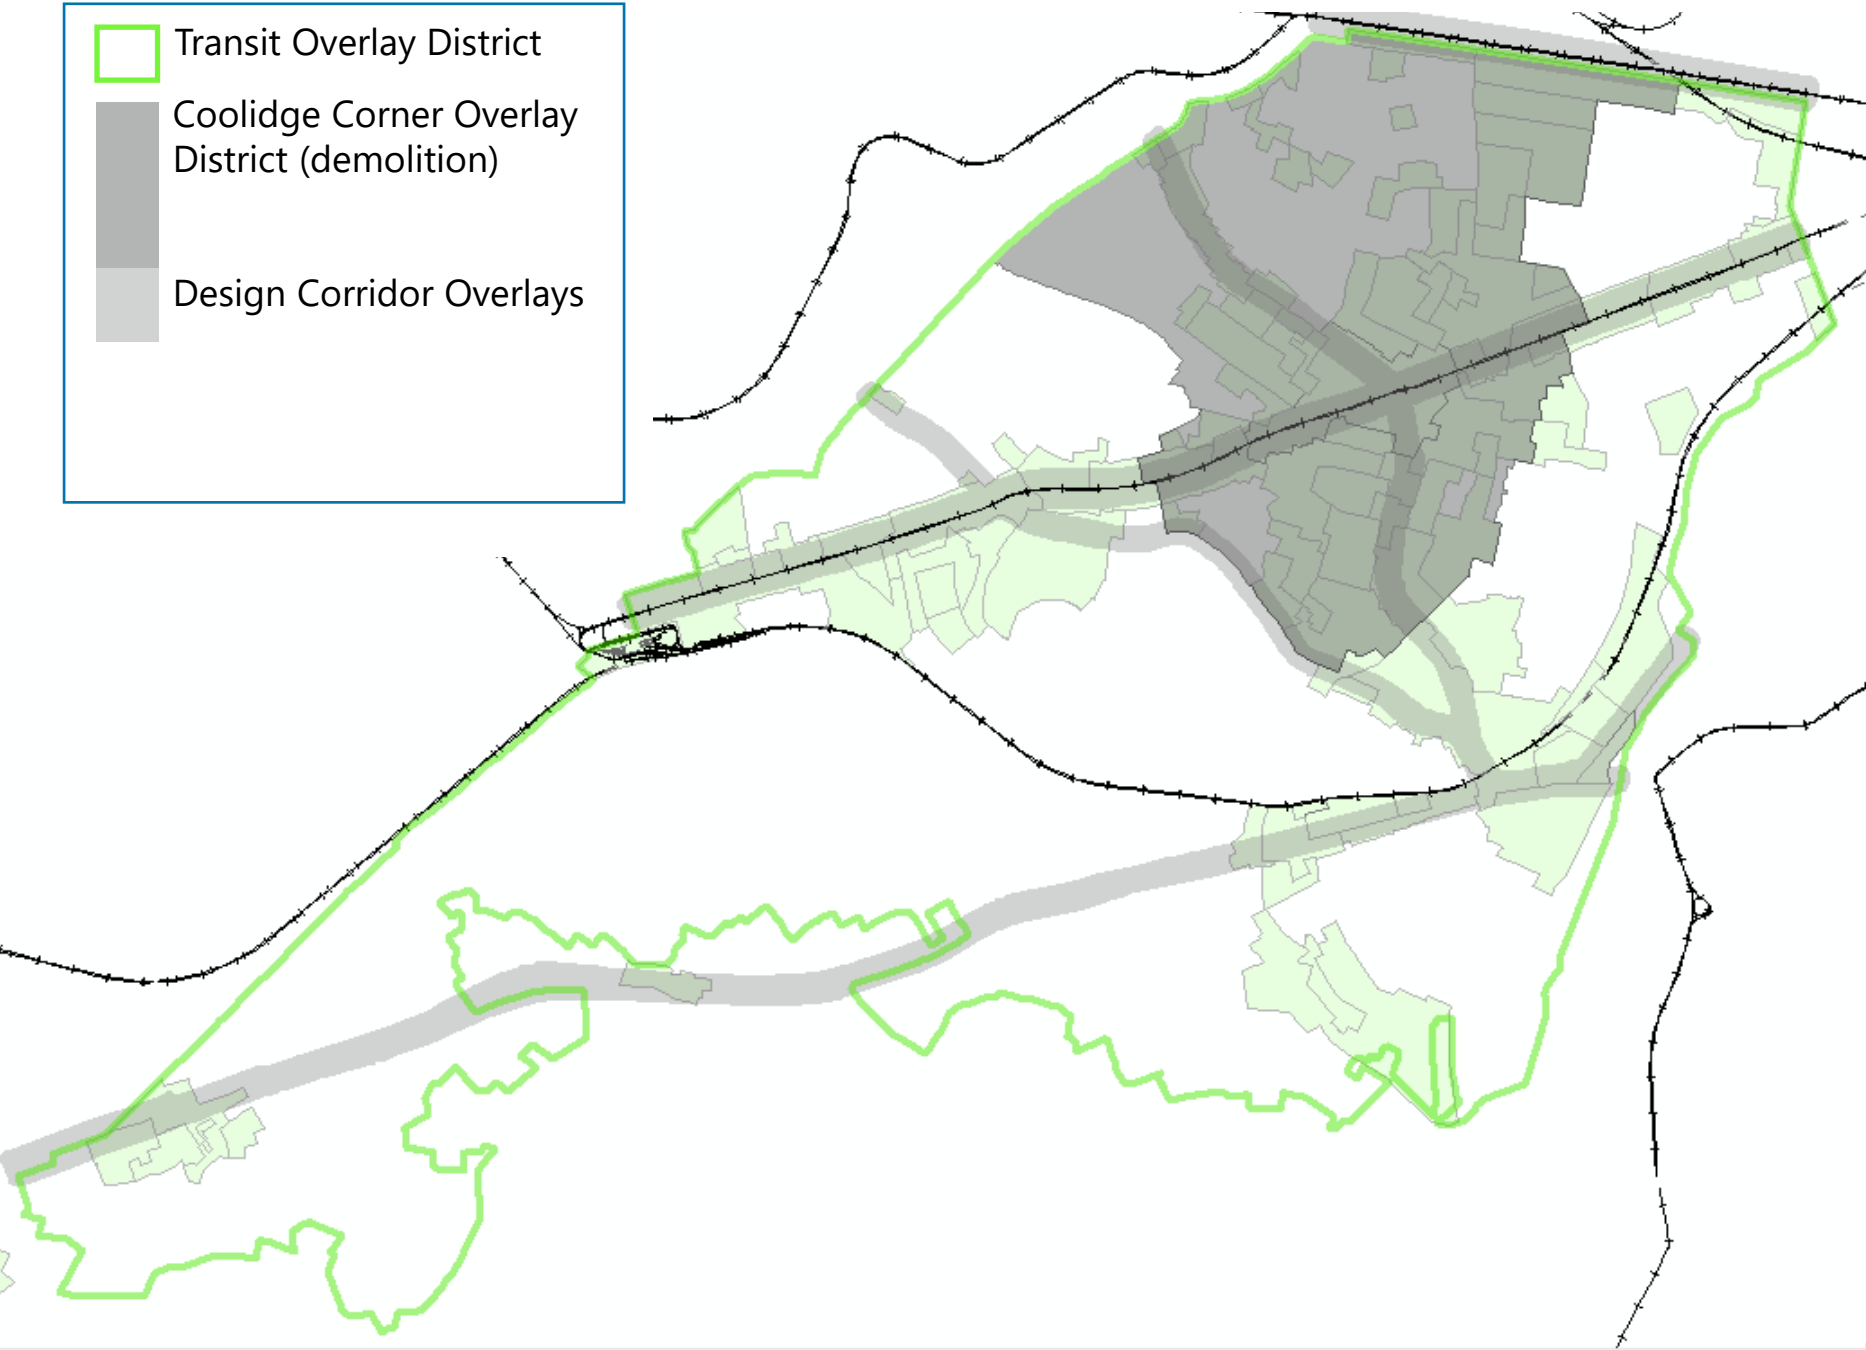 Transit Overlay District
Coolidge Corner Overlay
District (demolition)
Design Corridor Overlays